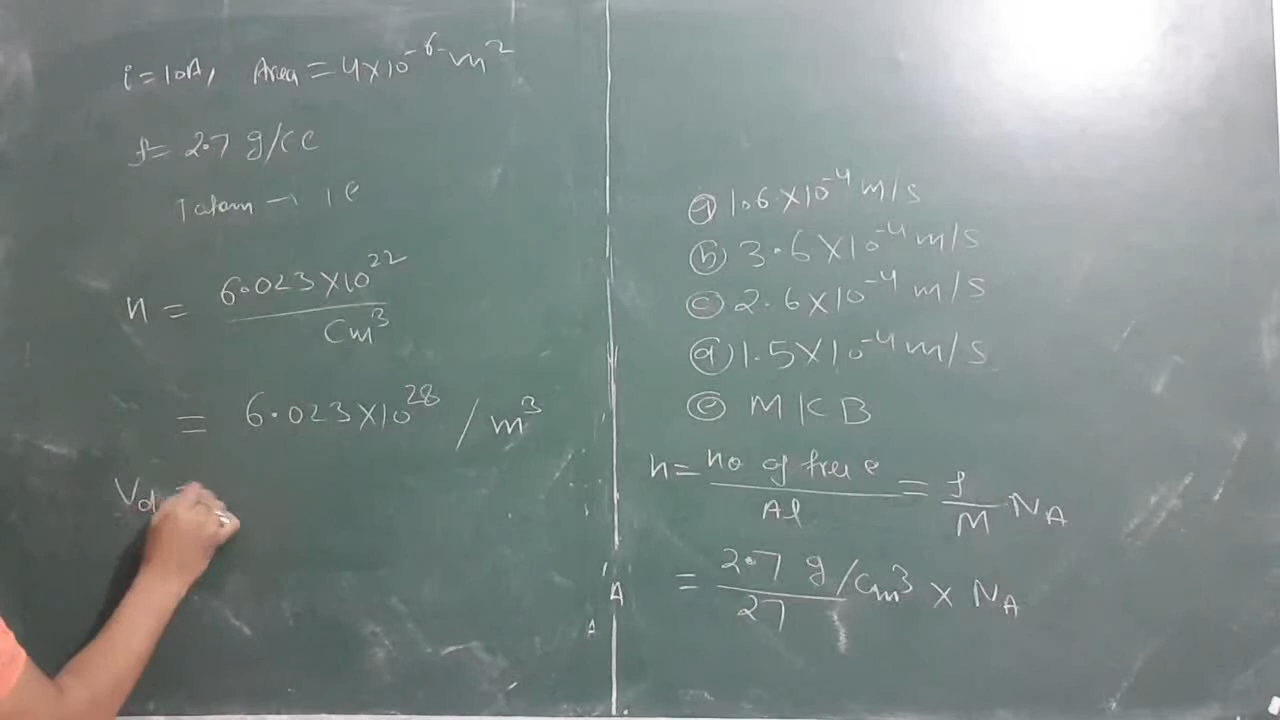 i = 10A, Area = 4×10⁻⁶ m²
ρ = 2.7 g/cc
1 atom → 1 e
n = 6.023×10²² / Cm³
= 6.023×10²⁸ / m³
Vd =
ⓐ 1.6×10⁻⁴ m/s
ⓑ 3.6×10⁻⁴ m/s
ⓒ 2.6×10⁻⁴ m/s
ⓓ 1.5×10⁻⁴ m/s
ⓔ MKB
n = no of free e / Al = ρ/M N_A
= 2.7 g/cm³ / 27 × N_A